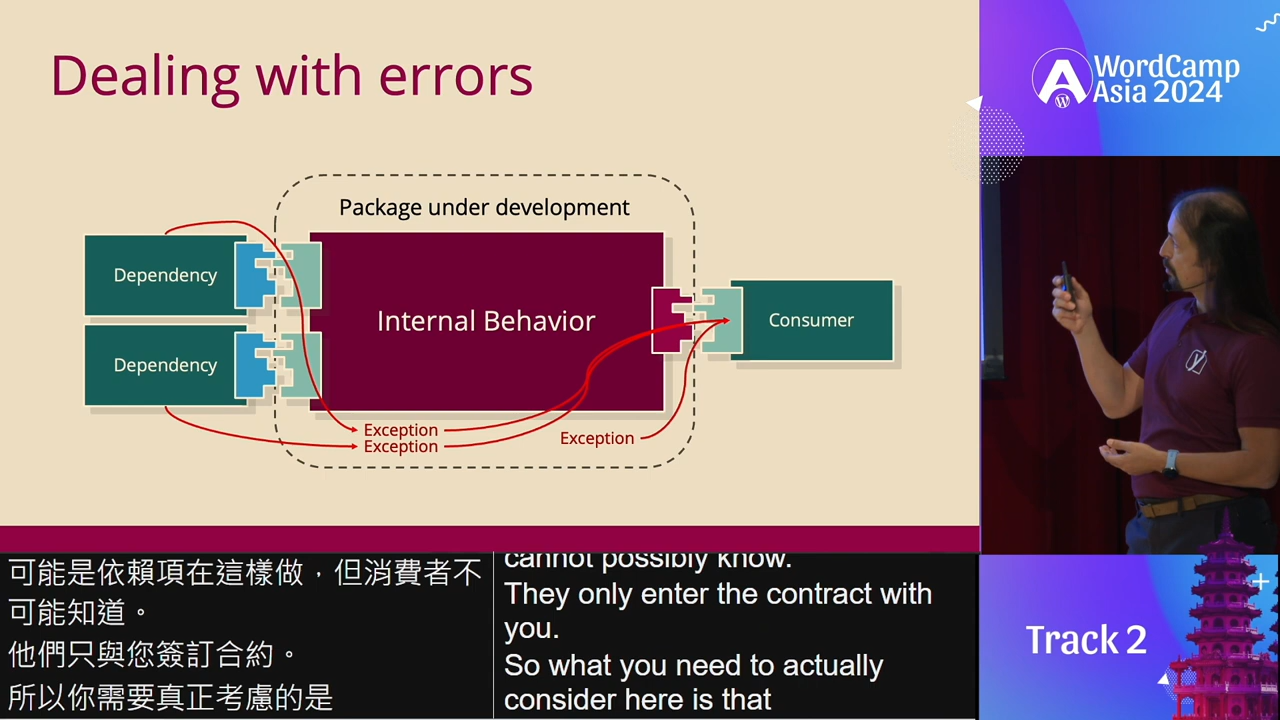 Dealing with errors
Package under development
Dependency
Dependency
Internal Behavior
Consumer
Exception
Exception
Exception
WordCamp
Asia 2024
Track 2
可能是依賴項在這樣做，但消費者不
可能知道。
他們只與您簽訂合約。
所以你需要真正考慮的是
cannot possibly know.
They only enter the contract with
you.
So what you need to actually
consider here is that